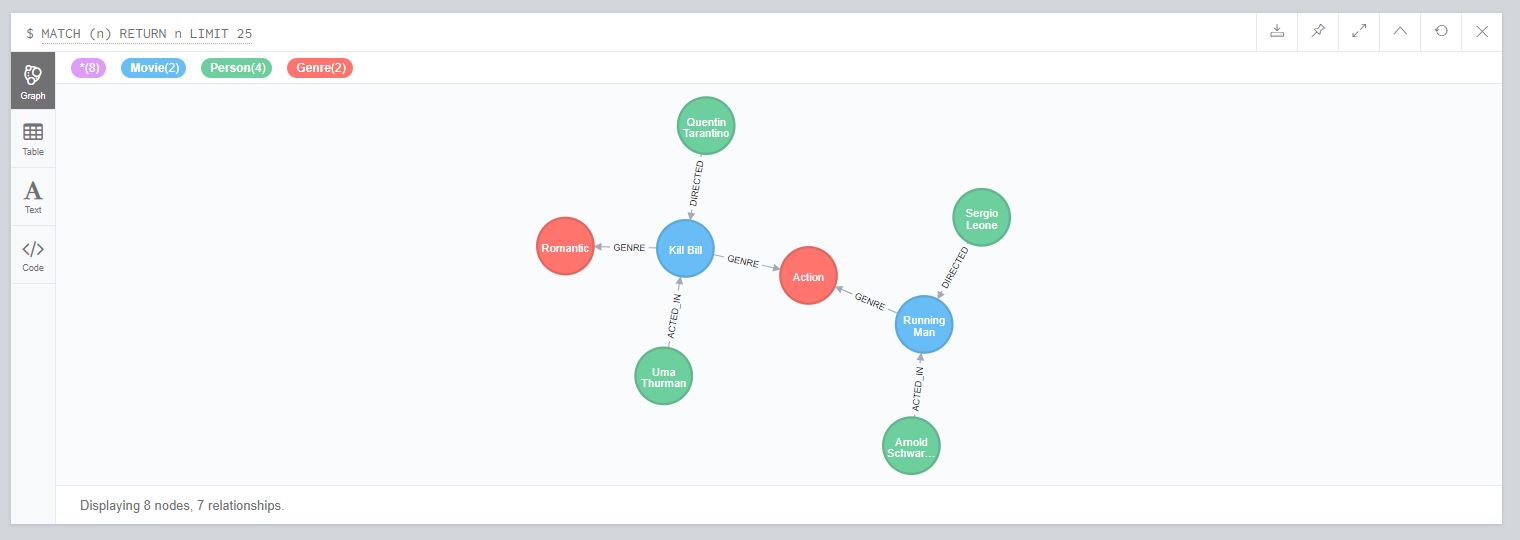 $ MATCH (n) RETURN n LIMIT 25
*(8) Movie(2) Person(4) Genre(2)
Graph
Table
A
Text
</>
Code
Quentin
Tarantino
DIRECTED
Sergio
Leone
Romantic
GENRE
Kill Bill
GENRE
Action
DIRECTED
GENRE
Running
Man
ACTED_IN
Uma
Thurman
ACTED_IN
Arnold
Schwar...
Displaying 8 nodes, 7 relationships.